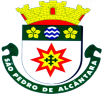 SÃO PEDRO DE ALCÂNTARA